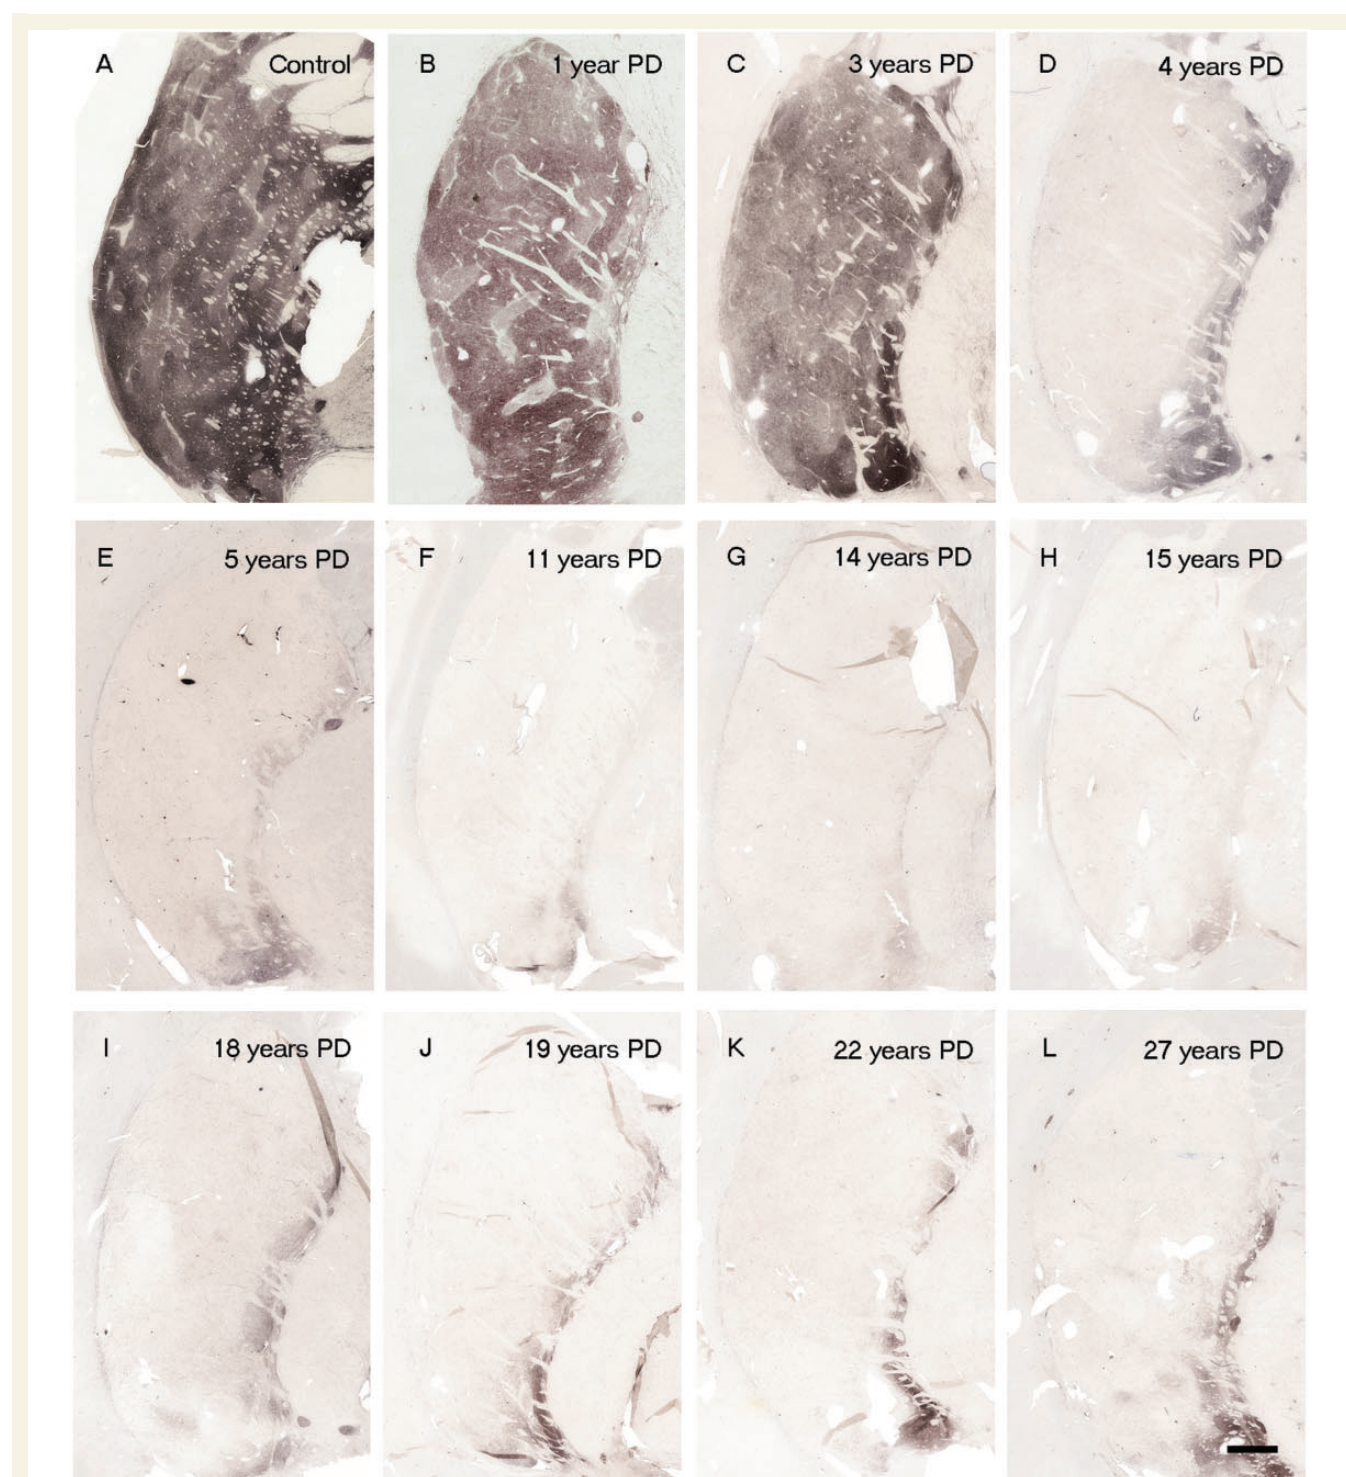 A Control
B 1 year PD
C 3 years PD
D 4 years PD
E 5 years PD
F 11 years PD
G 14 years PD
H 15 years PD
I 18 years PD
J 19 years PD
K 22 years PD
L 27 years PD